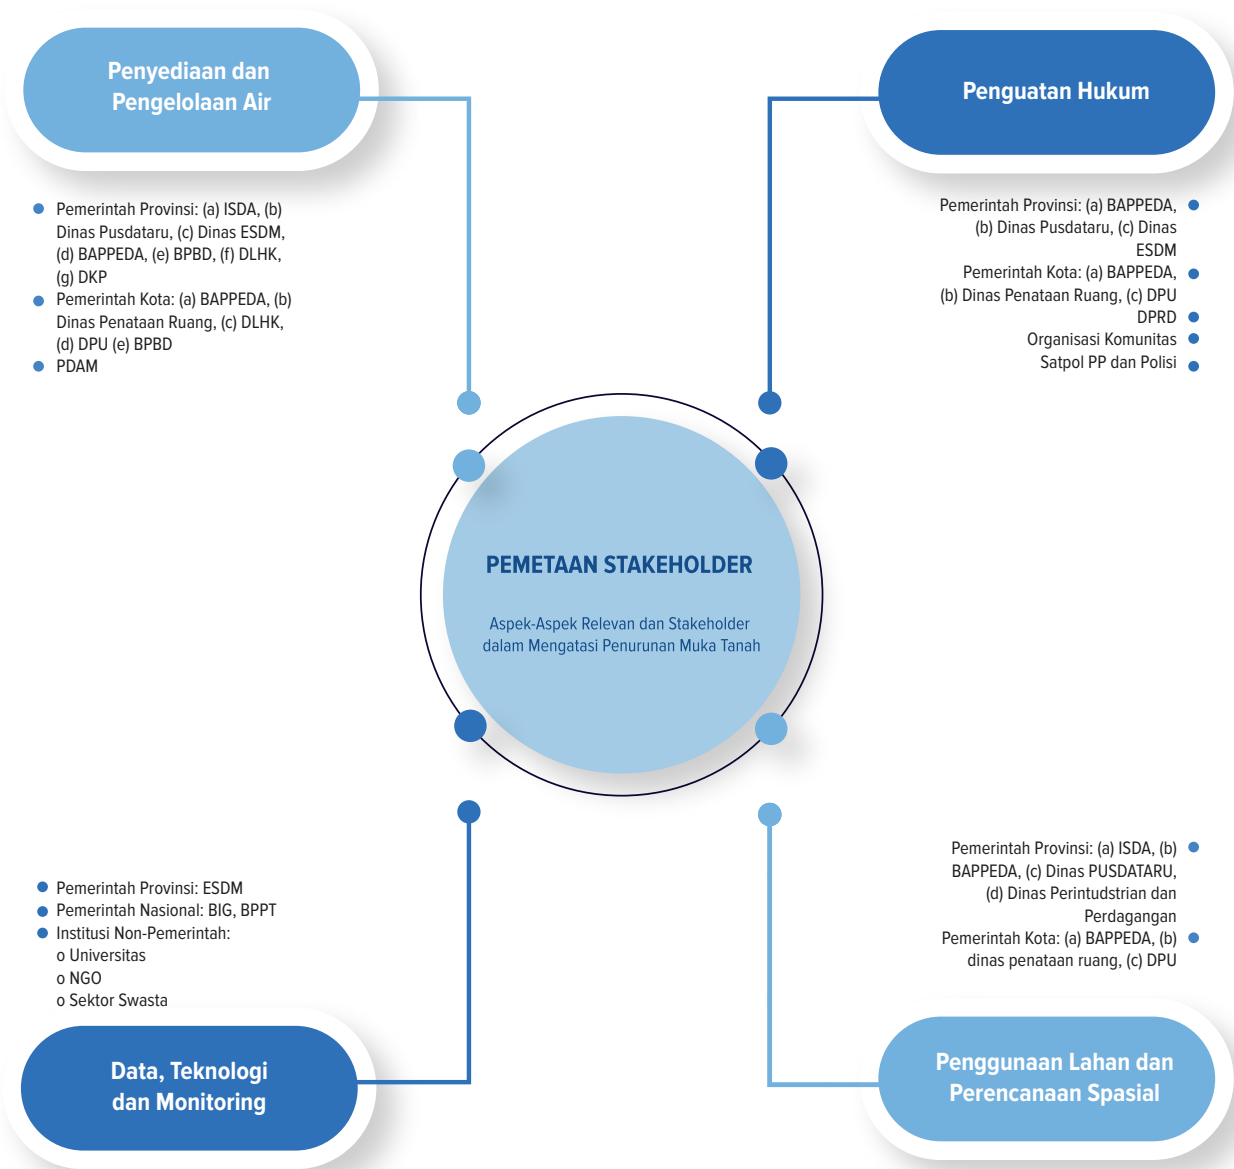 Penyediaan dan
Pengelolaan Air
Pemerintah Provinsi: (a) ISDA, (b)
Dinas Pusdataru, (c) Dinas ESDM,
(d) BAPPEDA, (e) BPBD, (f) DLHK,
(g) DKP
Pemerintah Kota: (a) BAPPEDA, (b)
Dinas Penataan Ruang, (c) DLHK,
(d) DPU (e) BPBD
PDAM
Penguatan Hukum
Pemerintah Provinsi: (a) BAPPEDA,
(b) Dinas Pusdataru, (c) Dinas
ESDM
Pemerintah Kota: (a) BAPPEDA,
(b) Dinas Penataan Ruang, (c) DPU
DPRD
Organisasi Komunitas
Satpol PP dan Polisi
PEMETAAN STAKEHOLDER
Aspek-Aspek Relevan dan Stakeholder
dalam Mengatasi Penurunan Muka Tanah
Pemerintah Provinsi: ESDM
Pemerintah Nasional: BIG, BPPT
Institusi Non-Pemerintah:
o Universitas
o NGO
o Sektor Swasta
Data, Teknologi
dan Monitoring
Pemerintah Provinsi: (a) ISDA, (b)
BAPPEDA, (c) Dinas PUSDATARU,
(d) Dinas Perintudstrian dan
Perdagangan
Pemerintah Kota: (a) BAPPEDA, (b)
dinas penataan ruang, (c) DPU
Penggunaan Lahan dan
Perencanaan Spasial